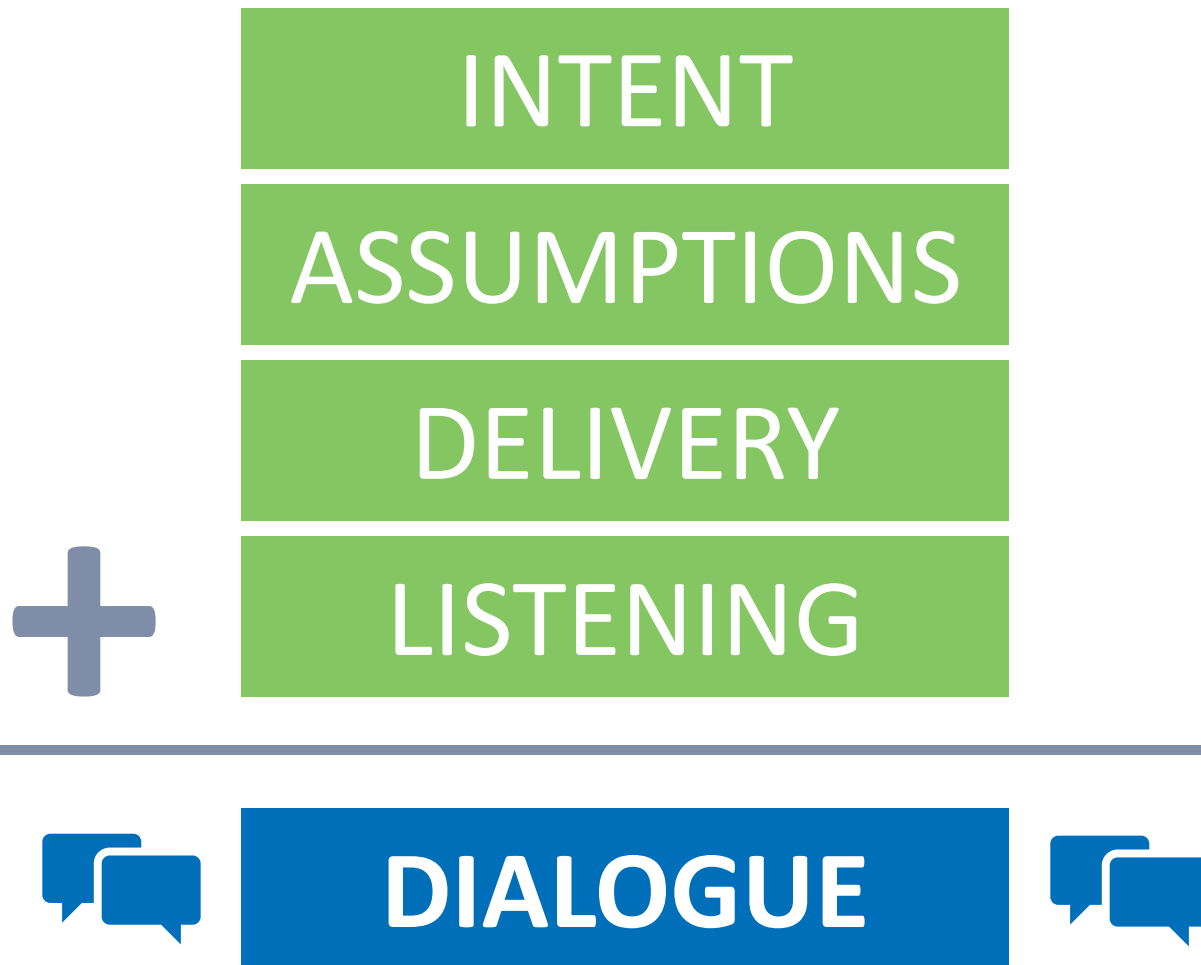 INTENT
ASSUMPTIONS
DELIVERY
+
LISTENING
DIALOGUE